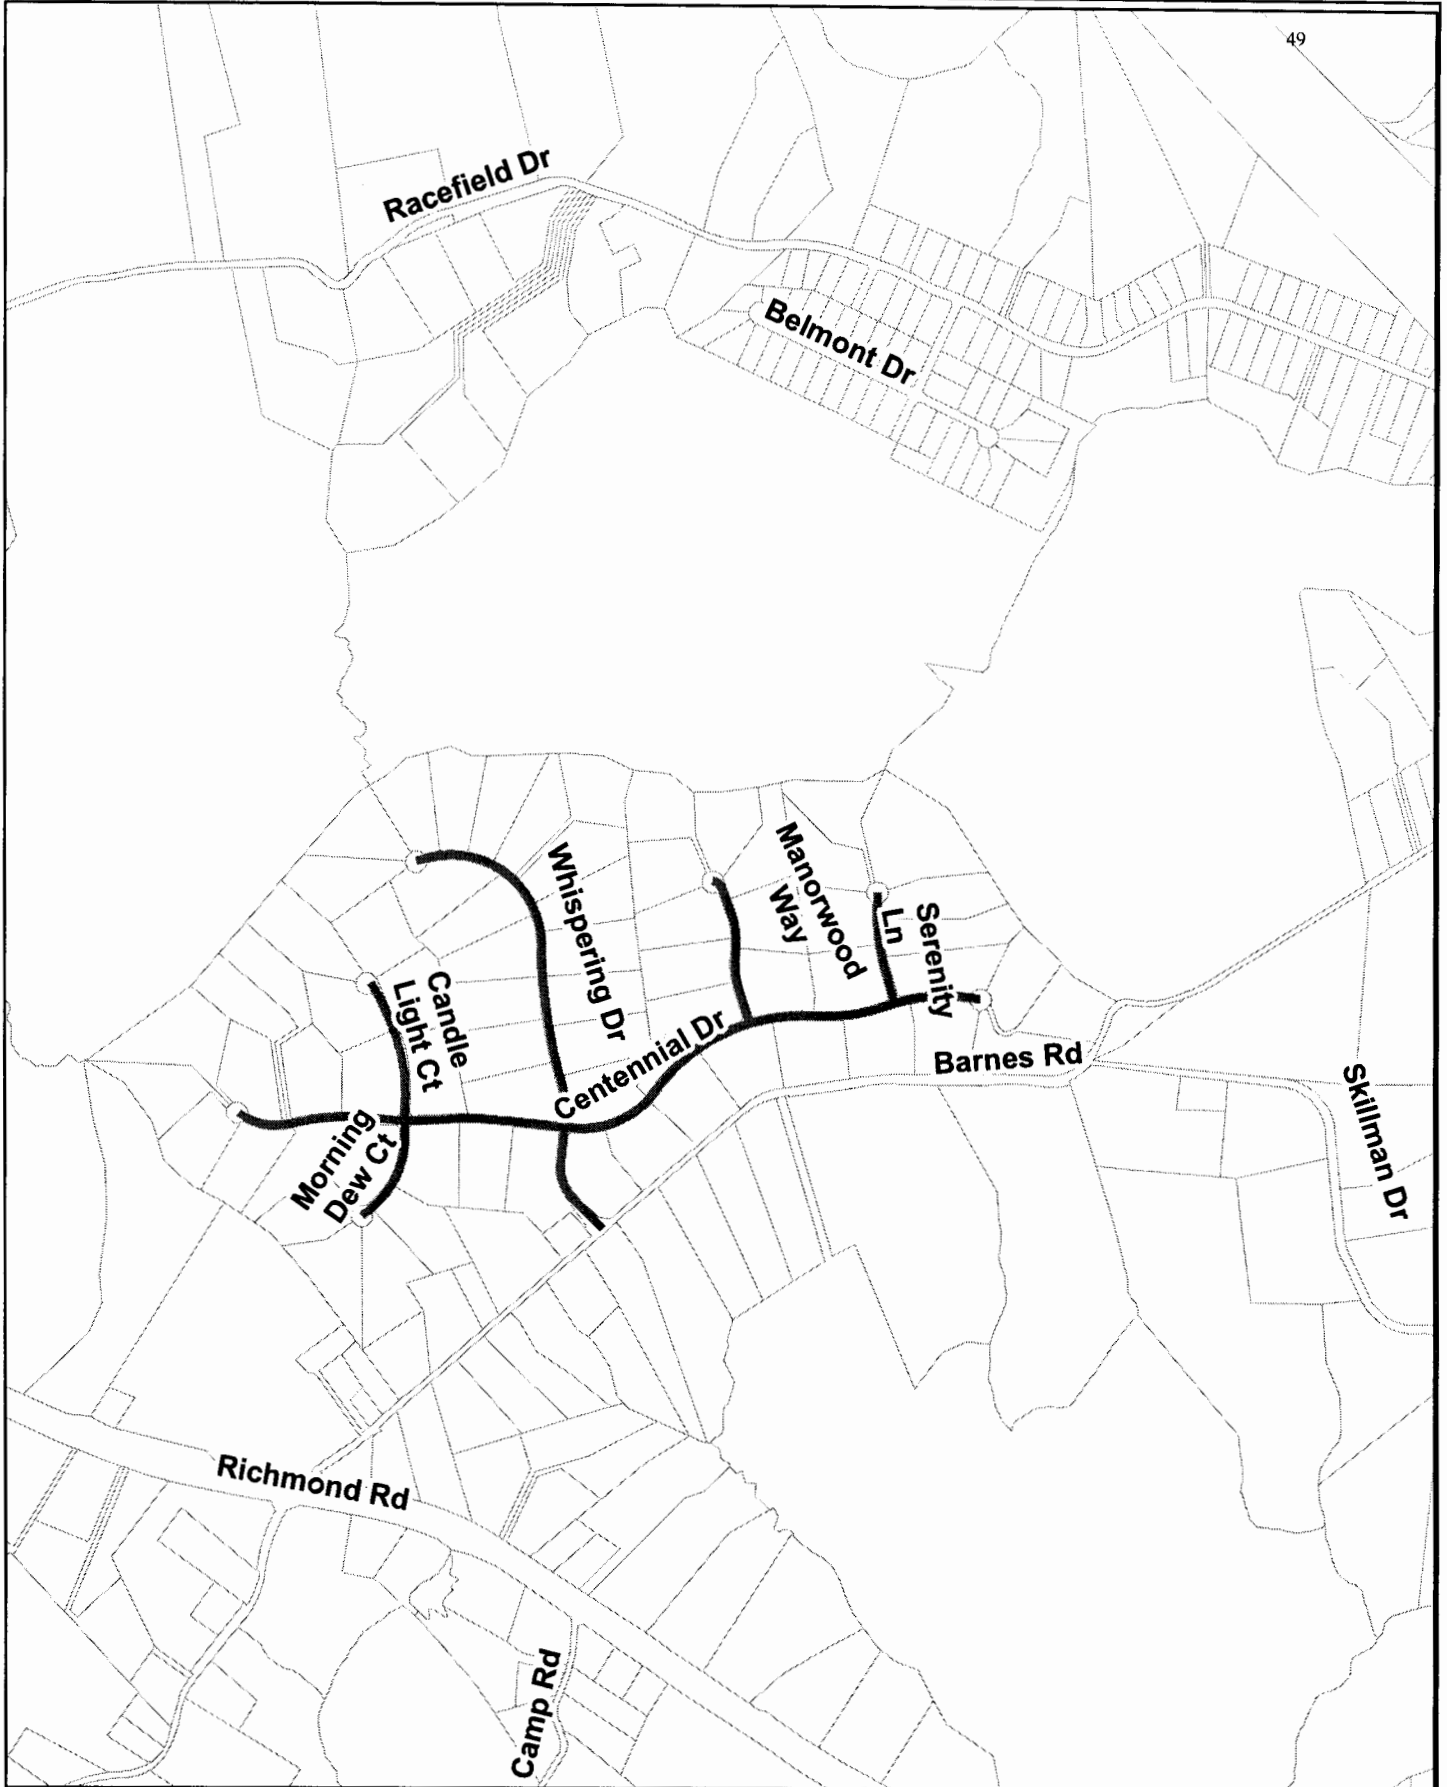 49
Racefield Dr
Belmont Dr
Whispering Dr
Manorwood
Way
Serenity
Ln
Candle
Light Ct
Centennial Dr
Barnes Rd
Skillman Dr
Morning
Dew Ct
Richmond Rd
Camp Rd